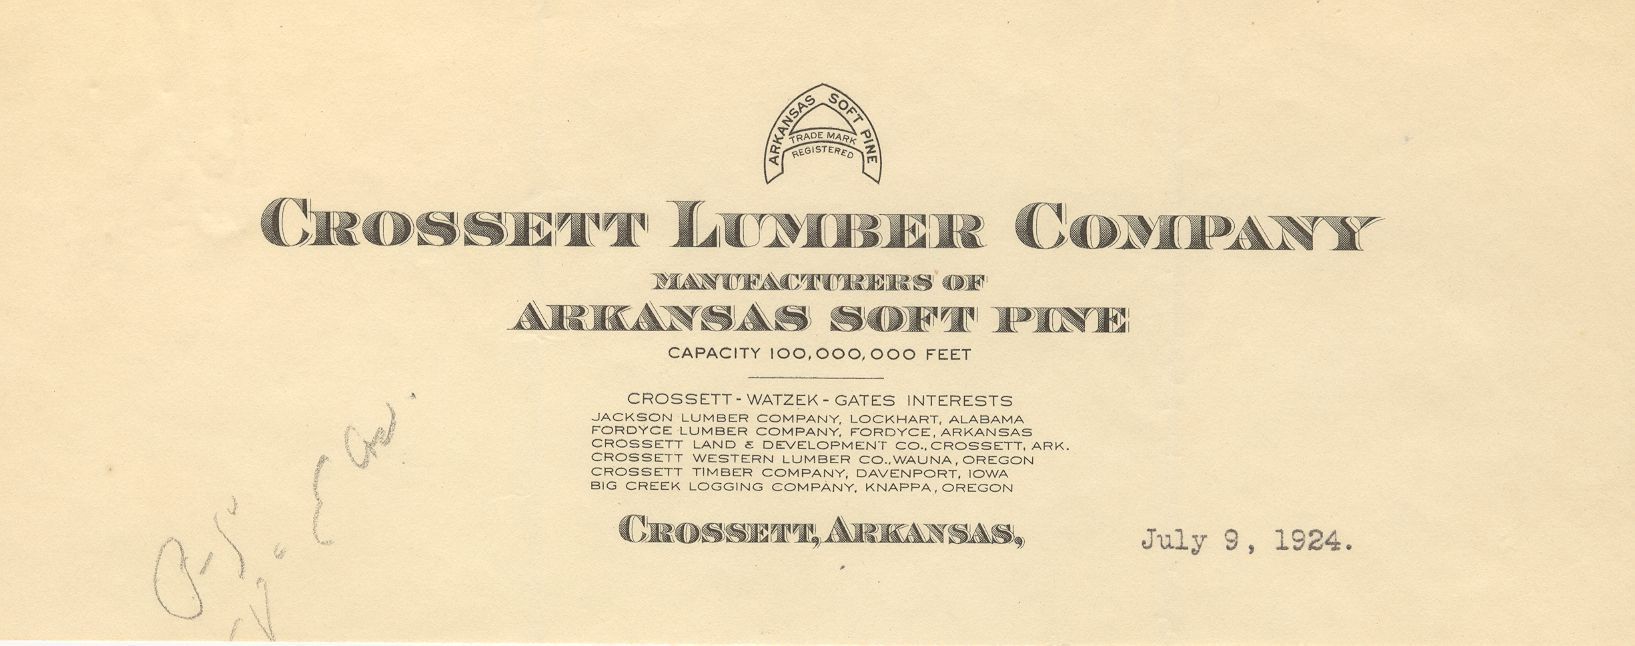 ARKANSAS SOFT PINE
TRADE MARK
REGISTERED
CROSSETT LUMBER COMPANY
MANUFACTURERS OF
ARKANSAS SOFT PINE
CAPACITY 100,000,000 FEET
CROSSETT - WATZEK - GATES INTERESTS
JACKSON LUMBER COMPANY, LOCKHART, ALABAMA
FORDYCE LUMBER COMPANY, FORDYCE, ARKANSAS
CROSSETT LAND & DEVELOPMENT CO., CROSSETT, ARK.
CROSSETT WESTERN LUMBER CO., WAUNA, OREGON
CROSSETT TIMBER COMPANY, DAVENPORT, IOWA
BIG CREEK LOGGING COMPANY, KNAPPA, OREGON
CROSSETT, ARKANSAS, July 9, 1924.